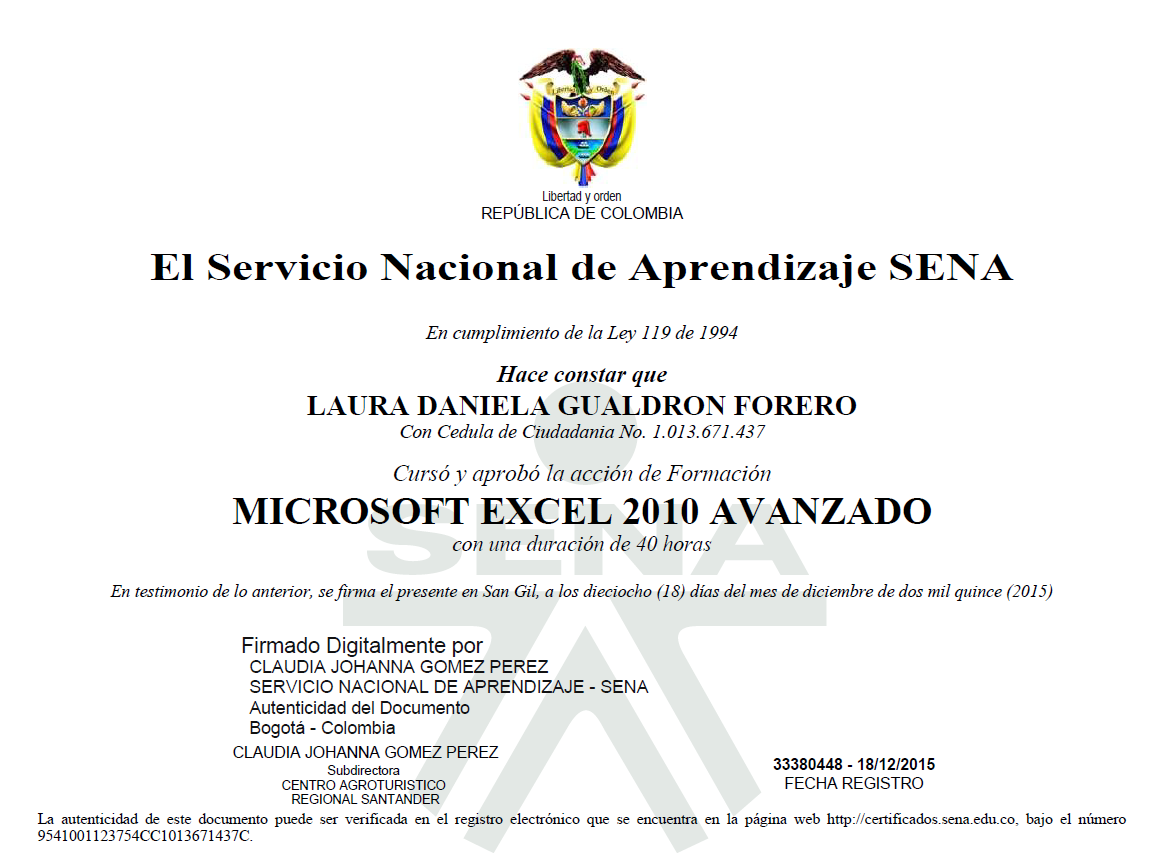 Libertad y Orden
Libertad y orden
REPÚBLICA DE COLOMBIA
El Servicio Nacional de Aprendizaje SENA
En cumplimiento de la Ley 119 de 1994
Hace constar que
LAURA DANIELA GUALDRON FORERO
Con Cedula de Ciudadania No. 1.013.671.437
Cursó y aprobó la acción de Formación
MICROSOFT EXCEL 2010 AVANZADO
SENA
con una duración de 40 horas
En testimonio de lo anterior, se firma el presente en San Gil, a los dieciocho (18) días del mes de diciembre de dos mil quince (2015)
Firmado Digitalmente por
CLAUDIA JOHANNA GOMEZ PEREZ
SERVICIO NACIONAL DE APRENDIZAJE - SENA
Autenticidad del Documento
Bogotá - Colombia
CLAUDIA JOHANNA GOMEZ PEREZ
Subdirectora
CENTRO AGROTURISTICO
REGIONAL SANTANDER
33380448 - 18/12/2015
FECHA REGISTRO
La autenticidad de este documento puede ser verificada en el registro electrónico que se encuentra en la página web http://certificados.sena.edu.co, bajo el número
9541001123754CC1013671437C.